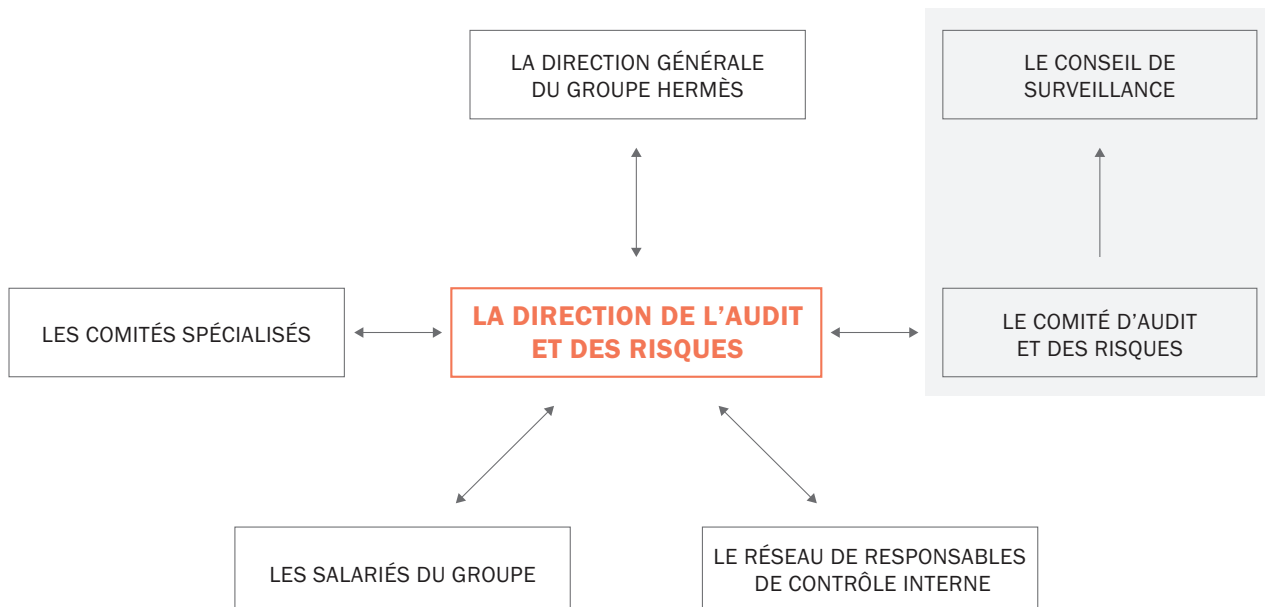 LA DIRECTION GÉNÉRALE
DU GROUPE HERMÈS
LE CONSEIL DE
SURVEILLANCE
LES COMITÉS SPÉCIALISÉS
LA DIRECTION DE L’AUDIT
ET DES RISQUES
LE COMITÉ D’AUDIT
ET DES RISQUES
LES SALARIÉS DU GROUPE
LE RÉSEAU DE RESPONSABLES
DE CONTRÔLE INTERNE